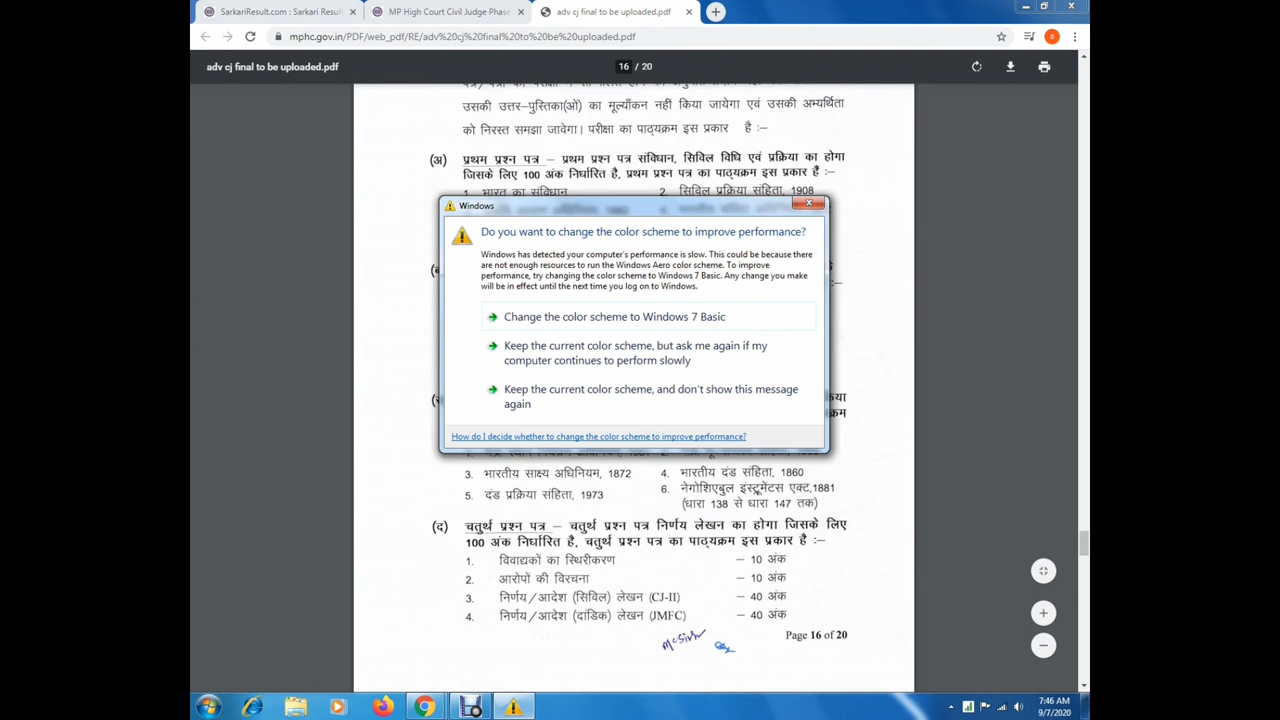 SarkariResult.com : Sarkari Resul
MP High Court Civil Judge Phase
adv cj final to be uploaded.pdf
mphc.gov.in/PDF/web_pdf/RE/adv%20cj%20final%20to%20be%20uploaded.pdf
adv cj final to be uploaded.pdf
16 / 20
उसकी उत्तर–पुस्तिका(ओं) का मूल्याँकन नहीं किया जायेगा एवं उसकी अभ्यर्थिता
को निरस्त समझा जावेगा। परीक्षा का पाठ्यक्रम इस प्रकार है :–
(अ) प्रथम प्रश्न पत्र – प्रथम प्रश्न पत्र संविधान, सिविल विधि एवं प्रक्रिया का होगा
जिसके लिए 100 अंक निर्धारित है, प्रथम प्रश्न पत्र का पाठ्यक्रम इस प्रकार हैं :–
1. भारत का संविधान 2. सिविल प्रक्रिया संहिता, 1908
Windows
Do you want to change the color scheme to improve performance?
Windows has detected your computer's performance is slow. This could be because there
are not enough resources to run the Windows Aero color scheme. To improve
performance, try changing the color scheme to Windows 7 Basic. Any change you make
will be in effect until the next time you log on to Windows.
Change the color scheme to Windows 7 Basic
Keep the current color scheme, but ask me again if my
computer continues to perform slowly
Keep the current color scheme, and don't show this message
again
How do I decide whether to change the color scheme to improve performance?
3. भारतीय साक्ष्य अधिनियम, 1872 4. भारतीय दंड संहिता, 1860
5. दंड प्रक्रिया संहिता, 1973 6. नेगोशिएबुल इंस्ट्रूमेंटस एक्ट,1881
(धारा 138 से धारा 147 तक)
(द) चतुर्थ प्रश्न पत्र – चतुर्थ प्रश्न पत्र निर्णय लेखन का होगा जिसके लिए
100 अंक निर्धारित है, चतुर्थ प्रश्न पत्र का पाठ्यक्रम इस प्रकार है :–
1. विवाद्यकों का स्थिरीकरण – 10 अंक
2. आरोपों की विरचना – 10 अंक
3. निर्णय/आदेश (सिविल) लेखन (CJ-II) – 40 अंक
4. निर्णय/आदेश (दांडिक) लेखन (JMFC) – 40 अंक
Page 16 of 20
7:46 AM
9/7/2020